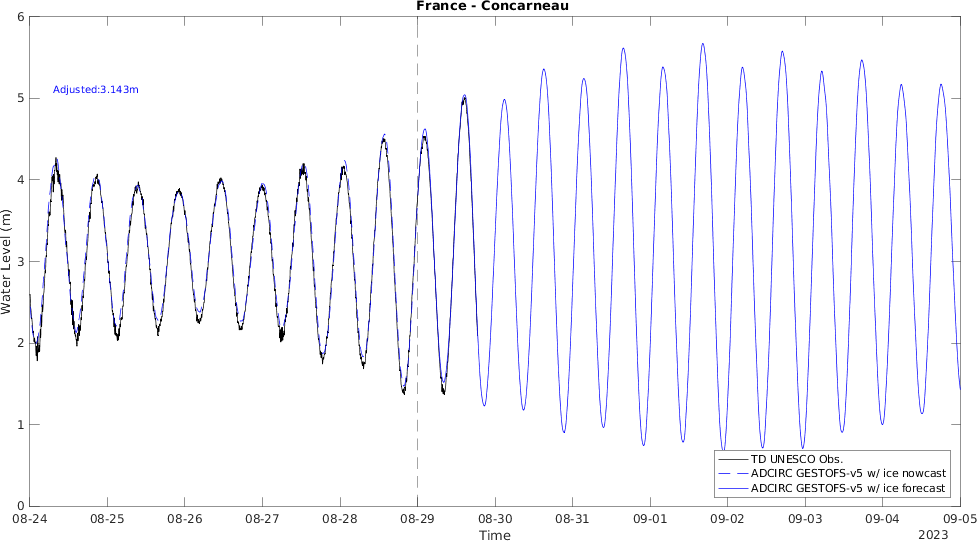 France - Concarneau
6
5
4
3
2
1
0
Water Level (m)
Adjusted:3.143m
TD UNESCO Obs.
ADCIRC GESTOFS-v5 w/ ice nowcast
ADCIRC GESTOFS-v5 w/ ice forecast
08-24 08-25 08-26 08-27 08-28 08-29 08-30 08-31 09-01 09-02 09-03 09-04 09-05
Time
2023